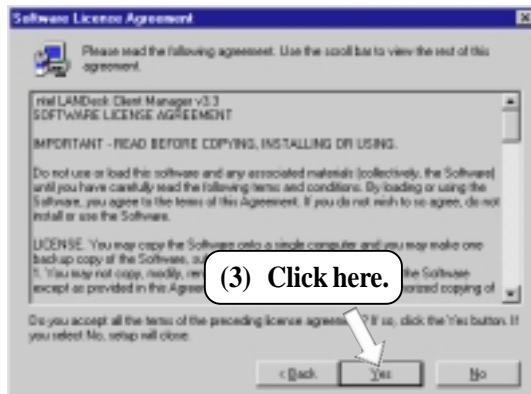 Software License Agreement
Please read the following agreement. Use the scroll bar to view the rest of this
agreement.
ntel LANDesk Client Manager v3.3
SOFTWARE LICENSE AGREEMENT
IMPORTANT - READ BEFORE COPYING, INSTALLING OR USING.
Do not use or load this software and any associated materials (collectively, the Software)
until you have carefully read the following terms and conditions. By loading or using the
Software, you agree to the terms of this Agreement. If you do not wish to so agree, do not
install or use the Software.
LICENSE. You may copy the Software onto a single computer and you may make one
backup copy of the Software, su
1. You may not copy, modify, ren the Software
except as provided in this Agree orized copying of
(3) Click here.
Do you accept all the terms of the preceding license agreement? If so, click the Yes button. If
you select No, setup will close.
< Back
Yes
No